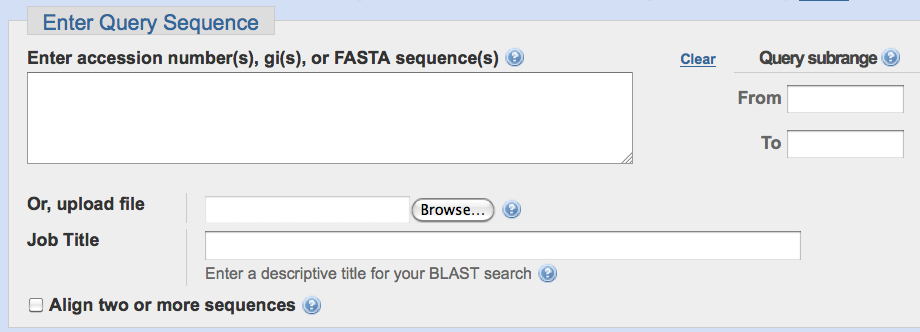 Enter Query Sequence
Enter accession number(s), gi(s), or FASTA sequence(s)
Clear
Query subrange
From
To
Or, upload file
Browse...
Job Title
Enter a descriptive title for your BLAST search
Align two or more sequences